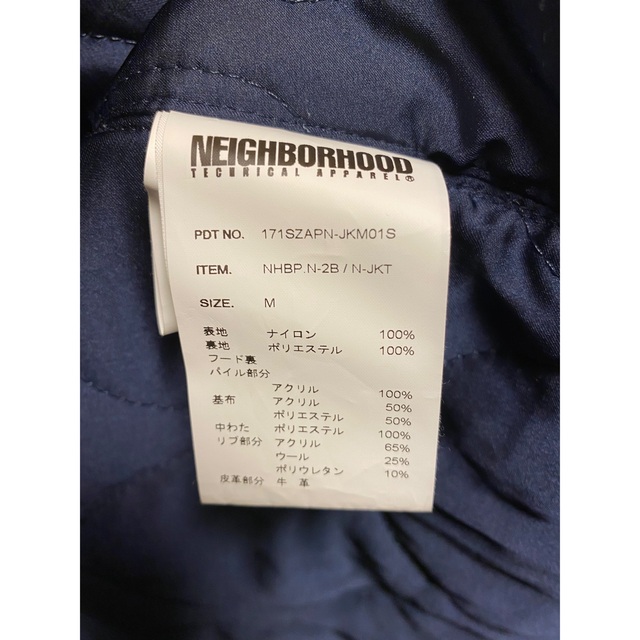 NEIGHBORHOOD
TECHNICAL APPAREL®
PDT NO. 171SZAPN-JKM01S
ITEM. NHBP.N-2B / N-JKT
SIZE. M
表地 ナイロン 100%
裏地 ポリエステル 100%
フード裏
パイル部分
アクリル 100%
基布 アクリル 50%
ポリエステル 50%
中わた ポリエステル 100%
リブ部分 アクリル 65%
ウール 25%
ポリウレタン 10%
皮革部分 牛 革